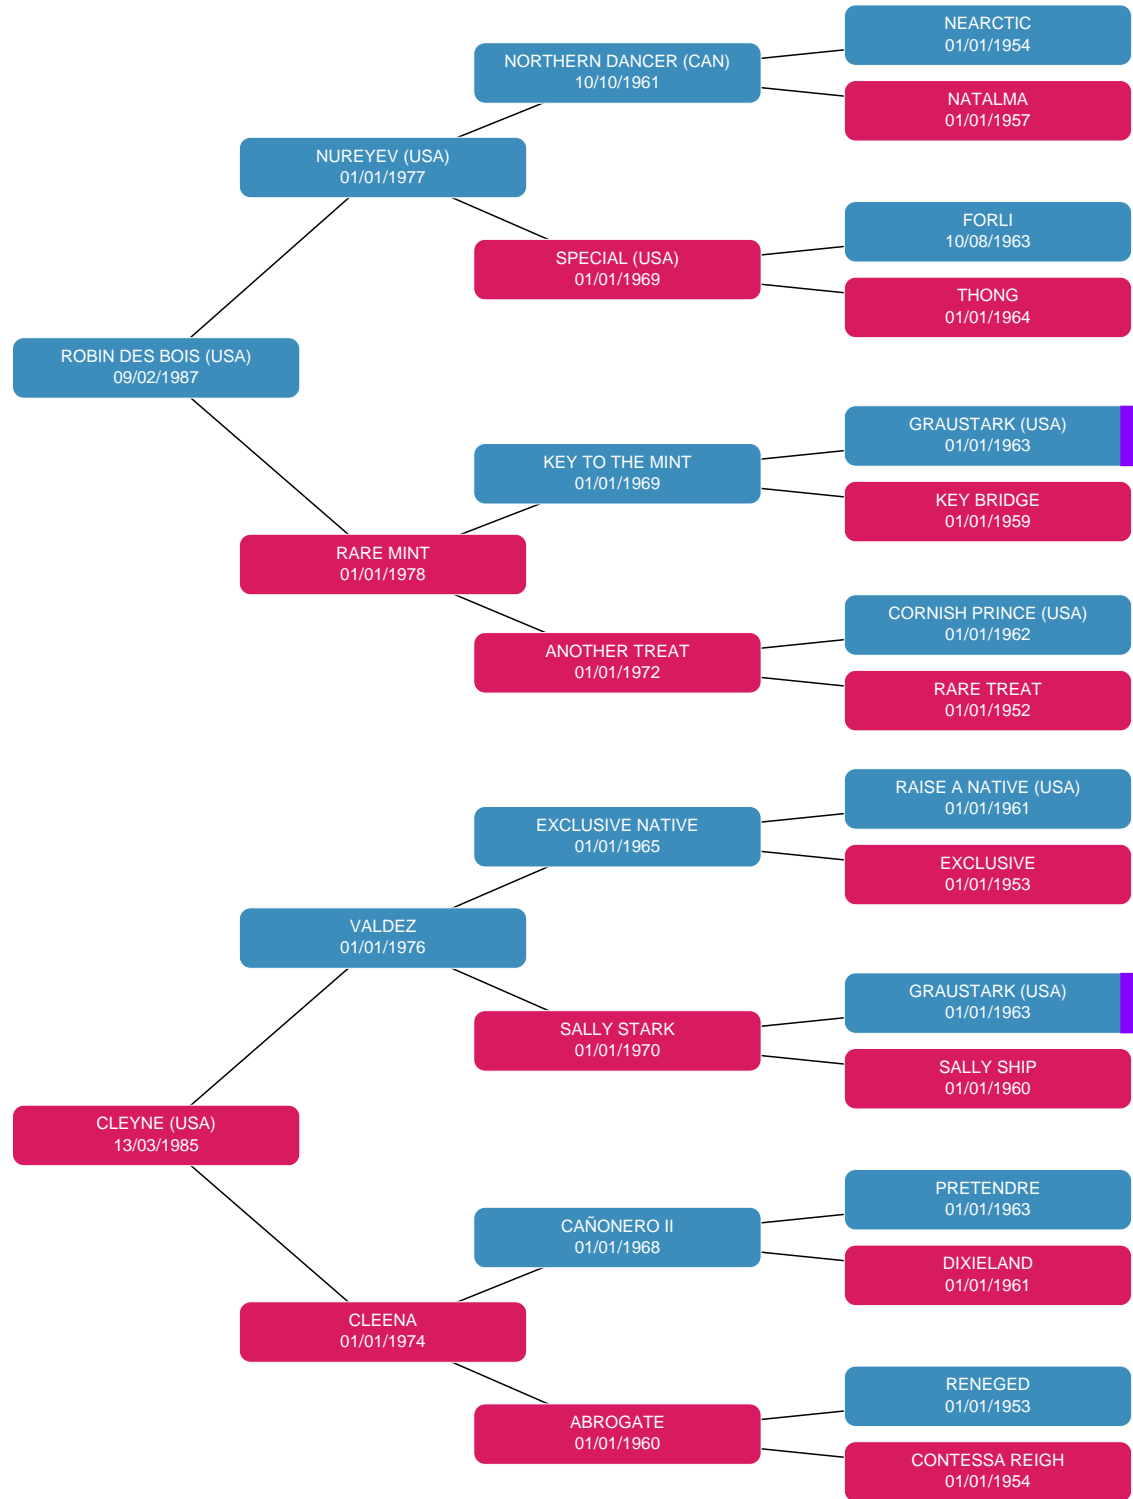 NEARCTIC
01/01/1954
NORTHERN DANCER (CAN)
10/10/1961
NATALMA
01/01/1957
NUREYEV (USA)
01/01/1977
FORLI
10/08/1963
SPECIAL (USA)
01/01/1969
THONG
01/01/1964
ROBIN DES BOIS (USA)
09/02/1987
GRAUSTARK (USA)
01/01/1963
KEY TO THE MINT
01/01/1969
KEY BRIDGE
01/01/1959
RARE MINT
01/01/1978
CORNISH PRINCE (USA)
01/01/1962
ANOTHER TREAT
01/01/1972
RARE TREAT
01/01/1952
RAISE A NATIVE (USA)
01/01/1961
EXCLUSIVE NATIVE
01/01/1965
EXCLUSIVE
01/01/1953
VALDEZ
01/01/1976
GRAUSTARK (USA)
01/01/1963
SALLY STARK
01/01/1970
SALLY SHIP
01/01/1960
CLEYNE (USA)
13/03/1985
PRETENDRE
01/01/1963
CAÑONERO II
01/01/1968
DIXIELAND
01/01/1961
CLEENA
01/01/1974
RENEGED
01/01/1953
ABROGATE
01/01/1960
CONTESSA REIGH
01/01/1954